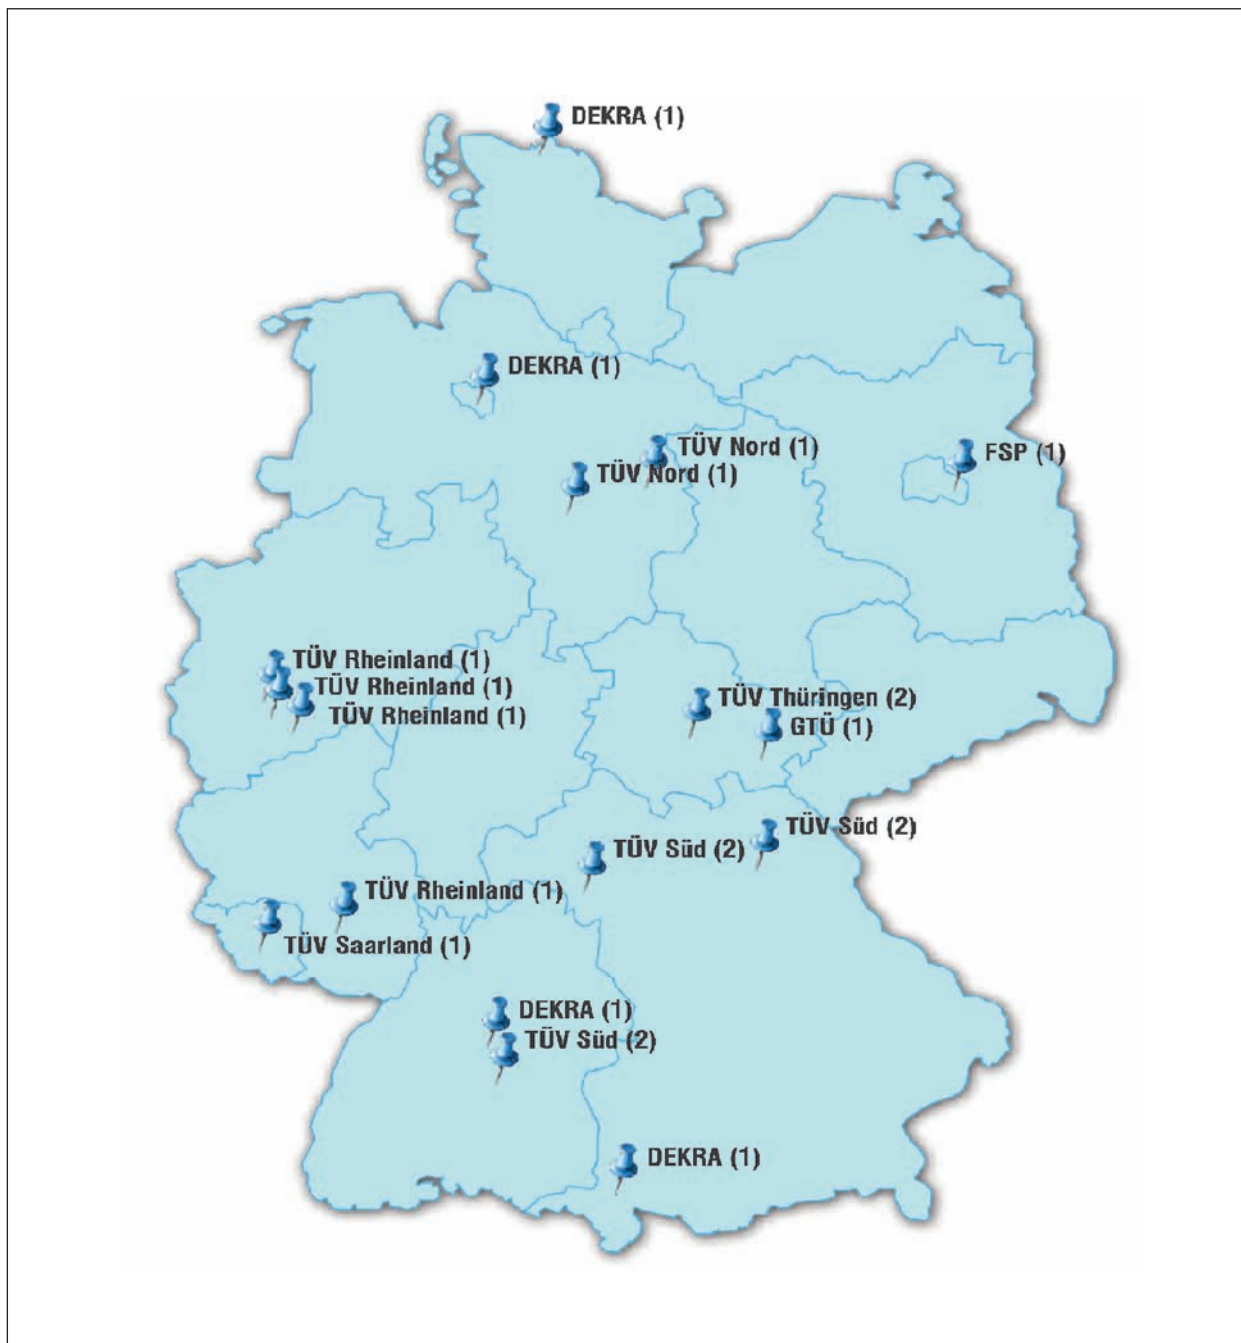 DEKRA (1)
DEKRA (1)
TÜV Nord (1)
FSP (1)
TÜV Nord (1)
TÜV Rheinland (1)
TÜV Rheinland (1)
TÜV Rheinland (1)
TÜV Thüringen (2)
GTÜ (1)
TÜV Süd (2)
TÜV Süd (2)
TÜV Rheinland (1)
TÜV Saarland (1)
DEKRA (1)
TÜV Süd (2)
DEKRA (1)